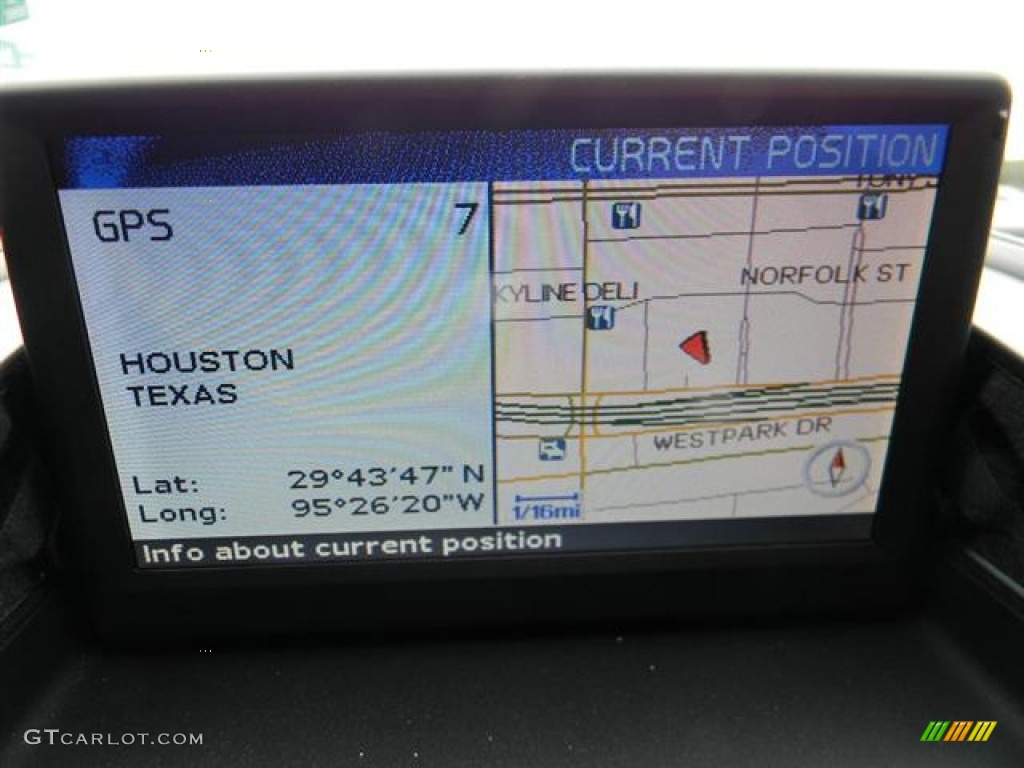 CURRENT POSITION
GPS 7
NORFOLK ST
KYLINE DELI
HOUSTON
TEXAS
WESTPARK DR
Lat: 29°43'47" N
Long: 95°26'20"W
1/16mi
Info about current position
GTCARLOT.COM